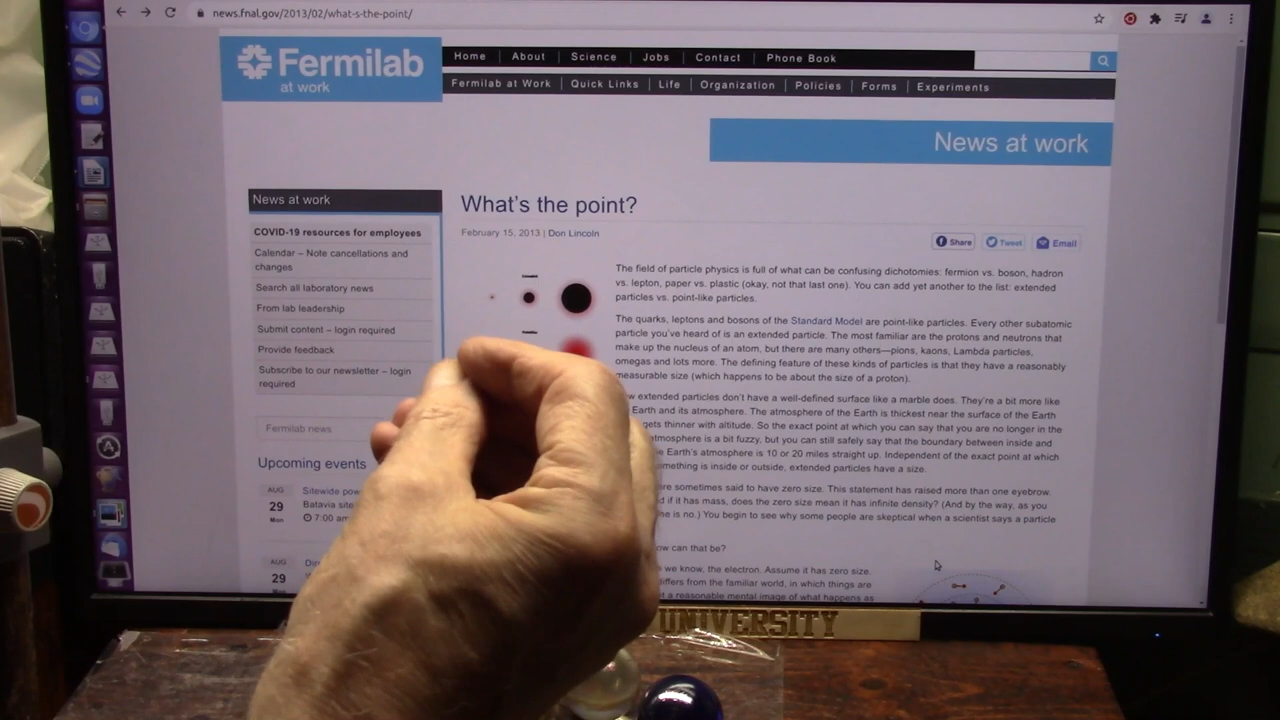 news.fnal.gov/2013/02/what-s-the-point/
Fermilab
at work
Home About Science Jobs Contact Phone Book
Fermilab at Work Quick Links Life Organization Policies Forms Experiments
News at work
News at work
COVID-19 resources for employees
Calendar – Note cancellations and
changes
Search all laboratory news
From lab leadership
Submit content – login required
Provide feedback
Subscribe to our newsletter – login
required
Fermilab news
Upcoming events
AUG
29
Mon
Sitewide pow
Batavia site
7:00 am
AUG
29
What's the point?
February 15, 2013 | Don Lincoln
Share Tweet Email
The field of particle physics is full of what can be confusing dichotomies: fermion vs. boson, hadron
vs. lepton, paper vs. plastic (okay, not that last one). You can add yet another to the list: extended
particles vs. point-like particles.
The quarks, leptons and bosons of the Standard Model are point-like particles. Every other subatomic
particle you've heard of is an extended particle. The most familiar are the protons and neutrons that
make up the nucleus of an atom, but there are many others—pions, kaons, Lambda particles,
omegas and lots more. The defining feature of these kinds of particles is that they have a reasonably
measurable size (which happens to be about the size of a proton).
w extended particles don't have a well-defined surface like a marble does. They're a bit more like
Earth and its atmosphere. The atmosphere of the Earth is thickest near the surface of the Earth
gets thinner with altitude. So the exact point at which you can say that you are no longer in the
atmosphere is a bit fuzzy, but you can still safely say that the boundary between inside and
e Earth's atmosphere is 10 or 20 miles straight up. Independent of the exact point at which
mething is inside or outside, extended particles have a size.
re sometimes said to have zero size. This statement has raised more than one eyebrow.
d if it has mass, does the zero size mean it has infinite density? (And by the way, as you
ne is no.) You begin to see why some people are skeptical when a scientist says a particle
ow can that be?
s we know, the electron. Assume it has zero size.
differs from the familiar world, in which things are
t a reasonable mental image of what happens as
UNIVERSITY